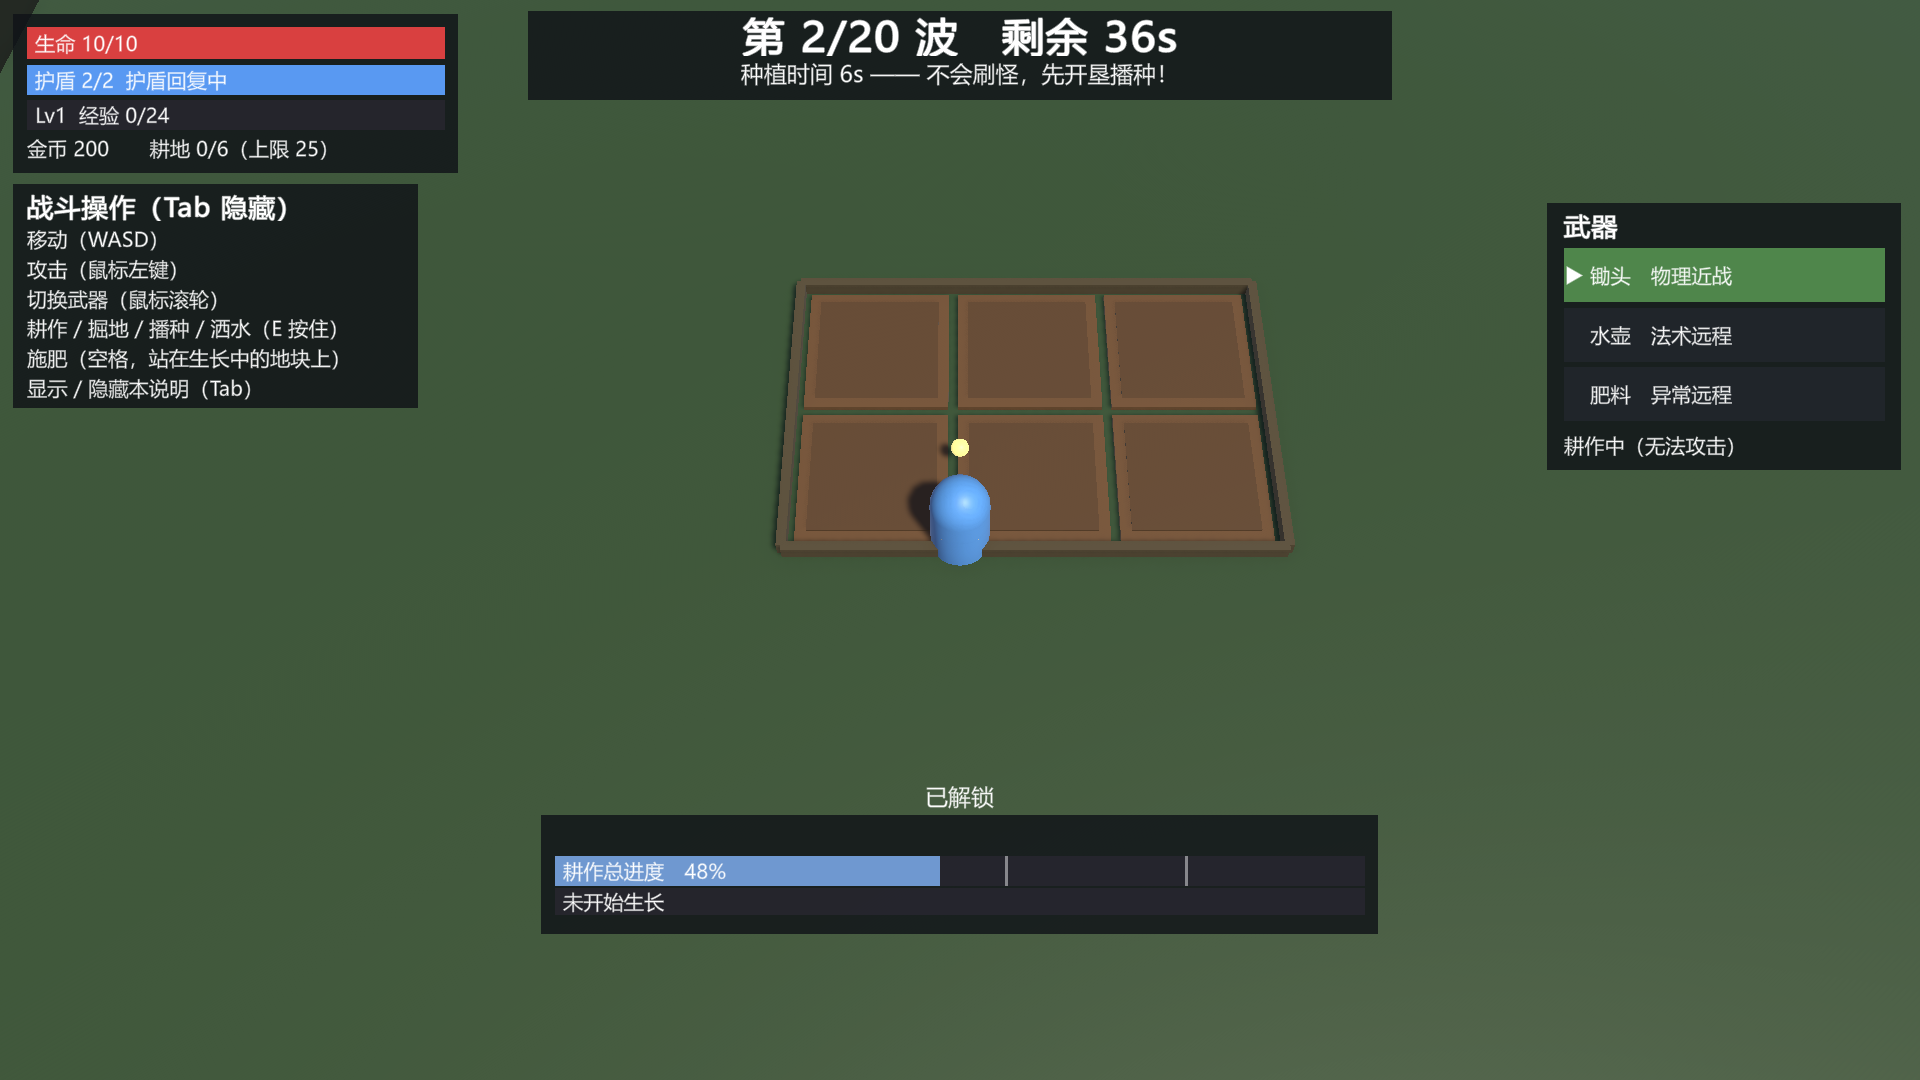 生命 10/10
护盾 2/2 护盾回复中
Lv1 经验 0/24
金币 200 耕地 0/6（上限 25）
战斗操作（Tab 隐藏）
移动（WASD）
攻击（鼠标左键）
切换武器（鼠标滚轮）
耕作 / 掘地 / 播种 / 洒水（E 按住）
施肥（空格，站在生长中的地块上）
显示 / 隐藏本说明（Tab）
第 2/20 波 剩余 36s
种植时间 6s —— 不会刷怪，先开垦播种！
武器
▶ 锄头 物理近战
水壶 法术远程
肥料 异常远程
耕作中（无法攻击）
已解锁
耕作总进度 48%
未开始生长